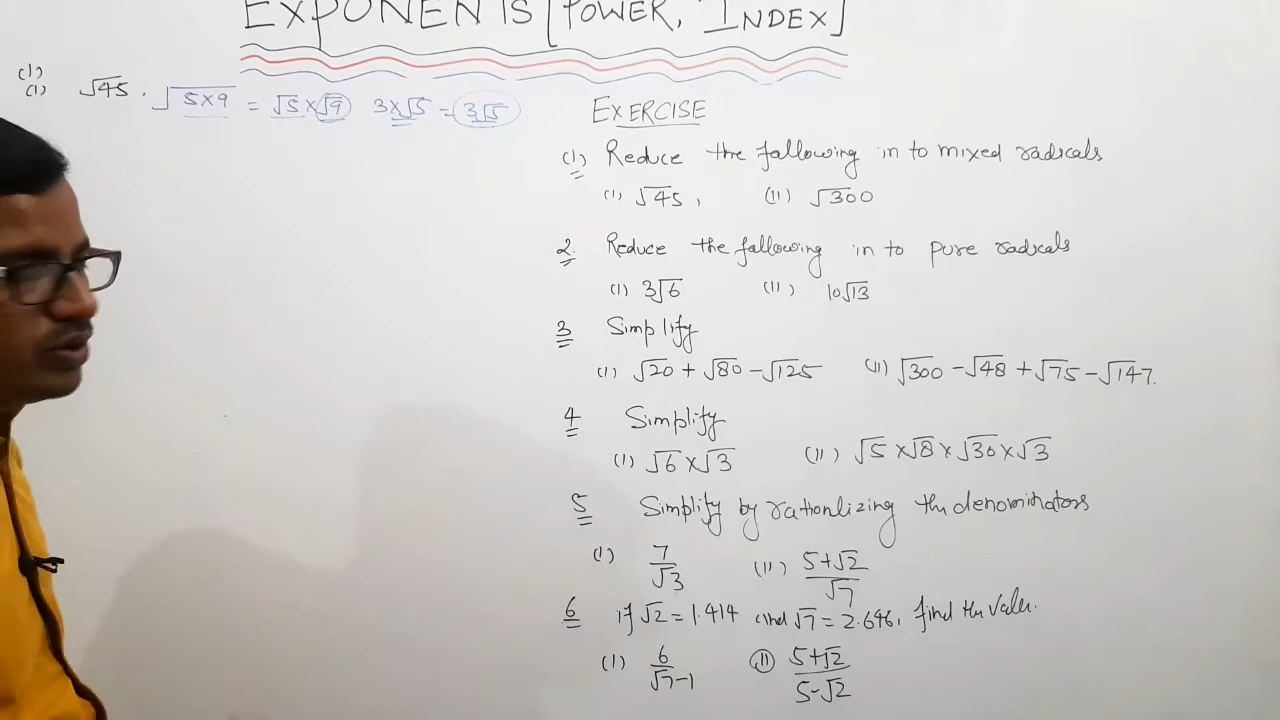 EXPONENTS [POWER, INDEX]
(1)
(1) √45 . √5×9 = √5×√9 3×√5 = 3√5
EXERCISE
(1) Reduce the fallowing in to mixed radicals
(1) √45, (11) √300
2. Reduce the fallowing in to pure radicals
(1) 3√6 (11) 10√13
3 Simplify
(1) √20 + √80 - √125 (11) √300 - √48 + √75 - √147.
4 Simplify
(1) √6 × √3 (11) √5 × √8 × √30 × √3
5 Simplify by rationlizing the denominators
(1) 7/√3 (11) 5+√2/√7
6 if √2 = 1.414 and √7 = 2.646, find the Value.
(1) 6/√7-1 (11) 5+√2/5-√2